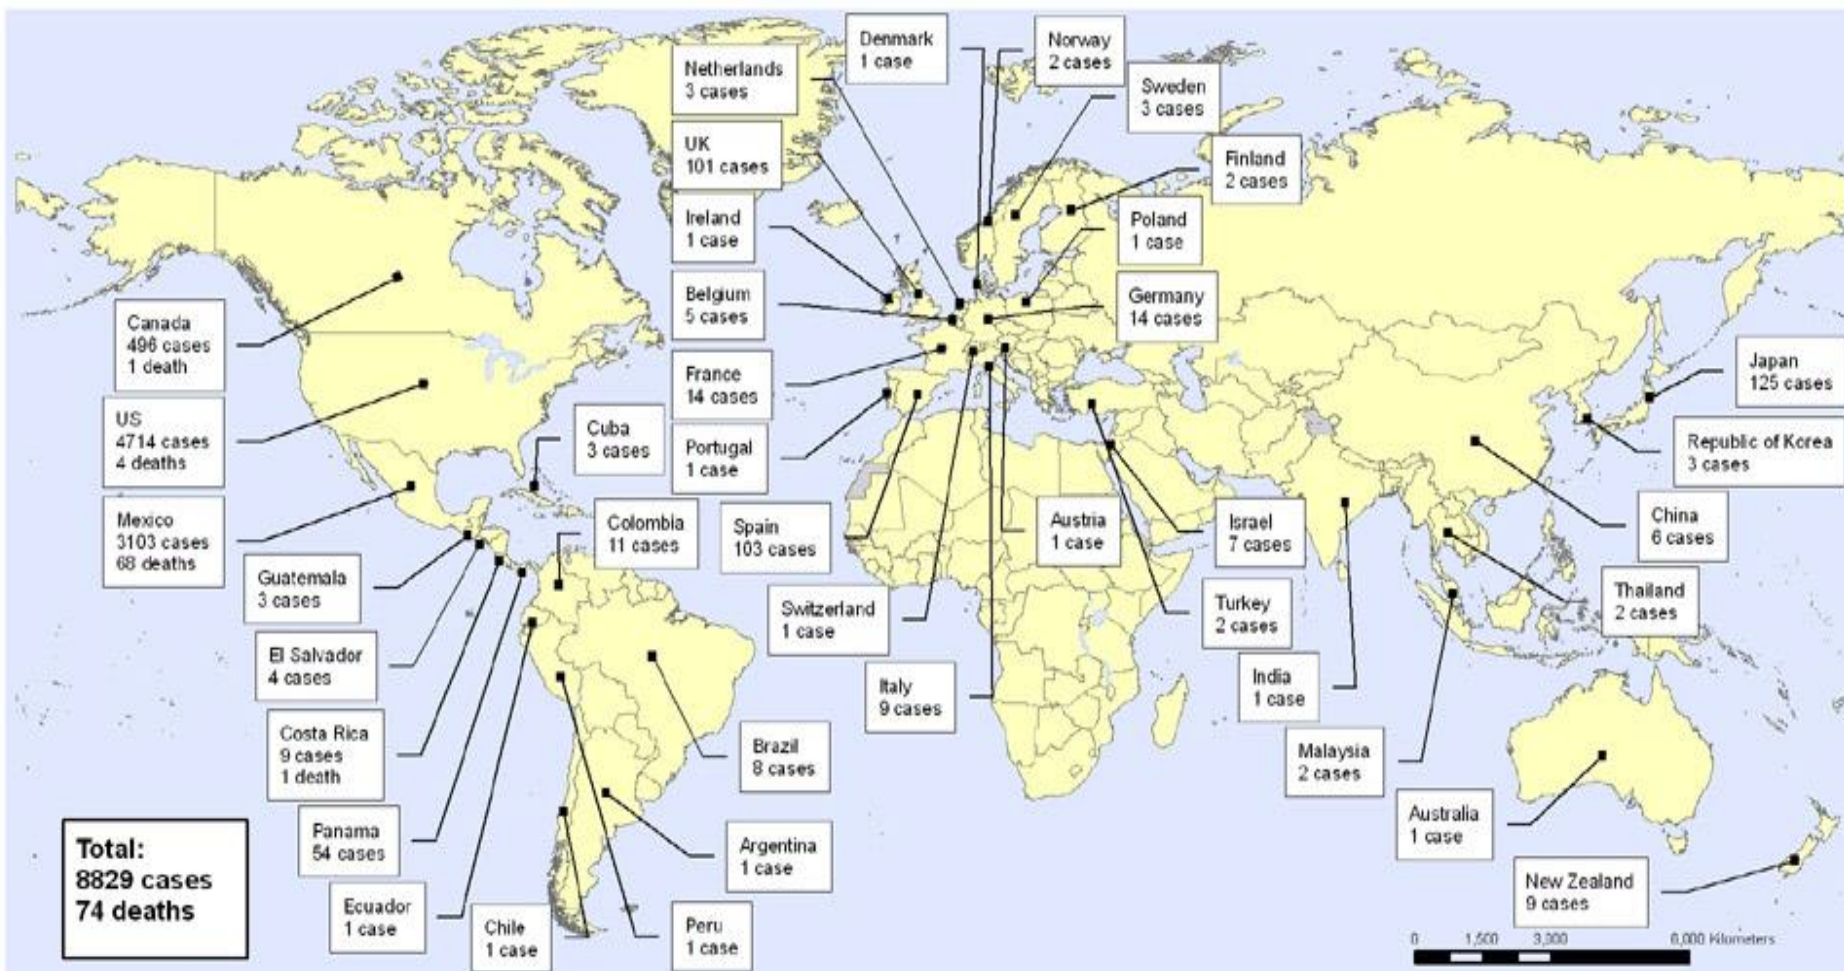 Denmark
1 case
Norway
2 cases
Netherlands
3 cases
Sweden
3 cases
UK
101 cases
Finland
2 cases
Ireland
1 case
Poland
1 case
Belgium
5 cases
Germany
14 cases
Canada
496 cases
1 death
France
14 cases
Japan
125 cases
US
4714 cases
4 deaths
Cuba
3 cases
Portugal
1 case
Republic of Korea
3 cases
Mexico
3103 cases
68 deaths
Colombia
11 cases
Spain
103 cases
Austria
1 case
Israel
7 cases
China
6 cases
Guatemala
3 cases
Switzerland
1 case
Turkey
2 cases
Thailand
2 cases
El Salvador
4 cases
Italy
9 cases
India
1 case
Costa Rica
9 cases
1 death
Brazil
8 cases
Malaysia
2 cases
Panama
54 cases
Argentina
1 case
Australia
1 case
Total:
8829 cases
74 deaths
Ecuador
1 case
Chile
1 case
Peru
1 case
New Zealand
9 cases
0 1,500 3,000 6,000 Kilometers